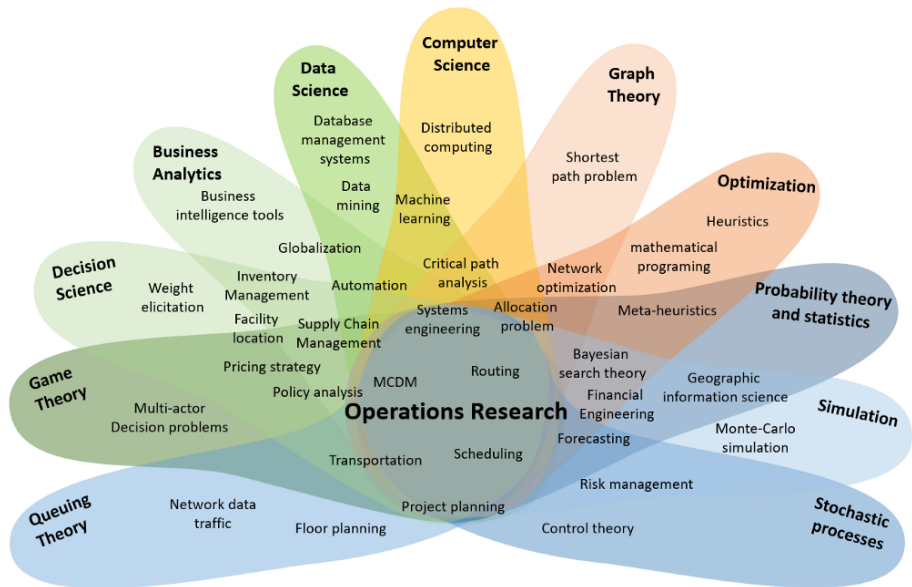 Computer
Science
Data
Science
Graph
Theory
Database
management
systems
Distributed
computing
Business
Analytics
Shortest
path problem
Optimization
Data
mining
Business
intelligence tools
Machine
learning
Heuristics
Globalization
mathematical
programing
Decision
Science
Critical path
analysis
Network
optimization
Weight
elicitation
Inventory
Management
Automation
Probability theory
and statistics
Systems
engineering
Allocation
problem
Meta-heuristics
Facility
location
Supply Chain
Management
Game
Theory
Pricing strategy
Bayesian
search theory
Policy analysis
MCDM
Routing
Geographic
information science
Financial
Engineering
Simulation
Multi-actor
Decision problems
Operations Research
Monte-Carlo
simulation
Forecasting
Transportation
Scheduling
Risk management
Queuing
Theory
Network data
traffic
Project planning
Stochastic
processes
Floor planning
Control theory